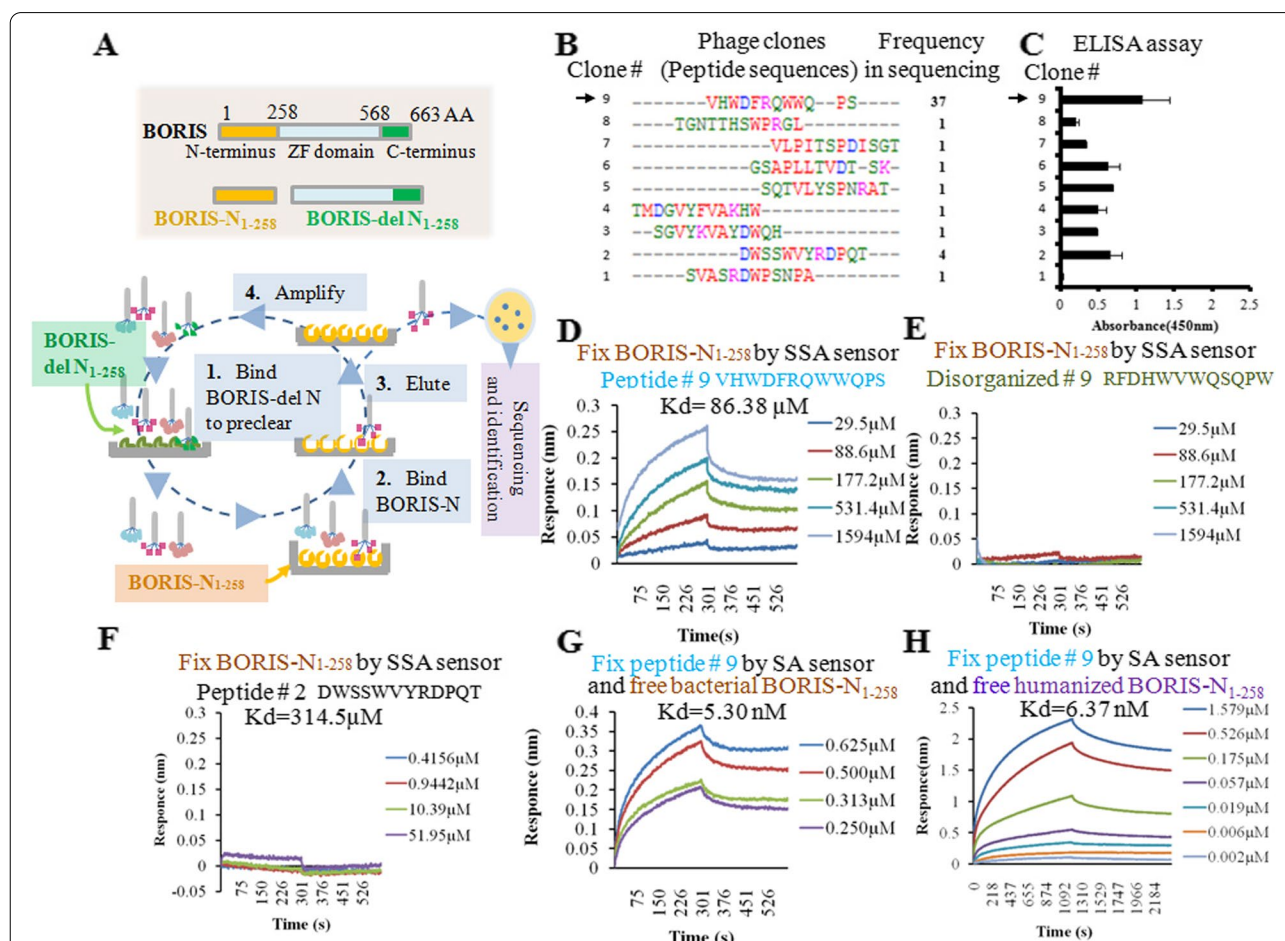 A
1 258 568 663 AA
BORIS
N-terminus ZF domain C-terminus
BORIS-N1-258 BORIS-del N1-258
4. Amplify
BORIS-
del N1-258
1. Bind
BORIS-del N
to preclear
3. Elute
2. Bind
BORIS-N
BORIS-N1-258
Sequencing
and identification
B
Phage clones
(Peptide sequences)
Frequency
in sequencing
Clone #
9 -------VHWDFRQWWQ--PS---- 37
8 ----TGNTTHSWPRGL--------- 1
7 -------------VLPITSPDISGT 1
6 -----------GSAPLLTVDT-SK- 1
5 ------------SQTVLYSPNRAT- 1
4 TMDGVYFVAKHW------------- 1
3 --SGVYKVAYDWQH----------- 1
2 ----------DWSSWVYRDPQT--- 4
1 -----SVASRDWPSNPA-------- 1
C
ELISA assay
Clone #
9
8
7
6
5
4
3
2
1
0 0.5 1 1.5 2 2.5
Absorbance(450nm)
D
Fix BORIS-N1-258 by SSA sensor
Peptide # 9 VHWDFRQWWQPS
Kd= 86.38 µM
Responce (nm)
0.3
0.25
0.2
0.15
0.1
0.05
0
75 150 226 301 376 451 526
Time(s)
29.5µM
88.6µM
177.2µM
531.4µM
1594µM
E
Fix BORIS-N1-258 by SSA sensor
Disorganized # 9 RFDHWVWQSQPW
Responce (nm)
0.3
0.25
0.2
0.15
0.1
0.05
0
75 150 226 301 376 451 526
Time (s)
29.5µM
88.6µM
177.2µM
531.4µM
1594µM
F
Fix BORIS-N1-258 by SSA sensor
Peptide # 2 DWSSWVYRDPQT
Kd=314.5µM
Responce (nm)
0.3
0.25
0.2
0.15
0.1
0.05
0
-0.05
75 150 226 301 376 451 526
Time (s)
0.4156µM
0.9442µM
10.39µM
51.95µM
G
Fix peptide # 9 by SA sensor
and free bacterial BORIS-N1-258
Kd=5.30 nM
Responce (nm)
0.4
0.35
0.3
0.25
0.2
0.15
0.1
0.05
0
75 150 226 301 376 451 526
Time (s)
0.625µM
0.500µM
0.313µM
0.250µM
H
Fix peptide # 9 by SA sensor
and free humanized BORIS-N1-258
Kd=6.37 nM
Responce(nm)
2.5
2
1.5
1
0.5
0
0 218 437 655 874 1092 1310 1529 1747 1966 2184
Time (s)
1.579µM
0.526µM
0.175µM
0.057µM
0.019µM
0.006µM
0.002µM